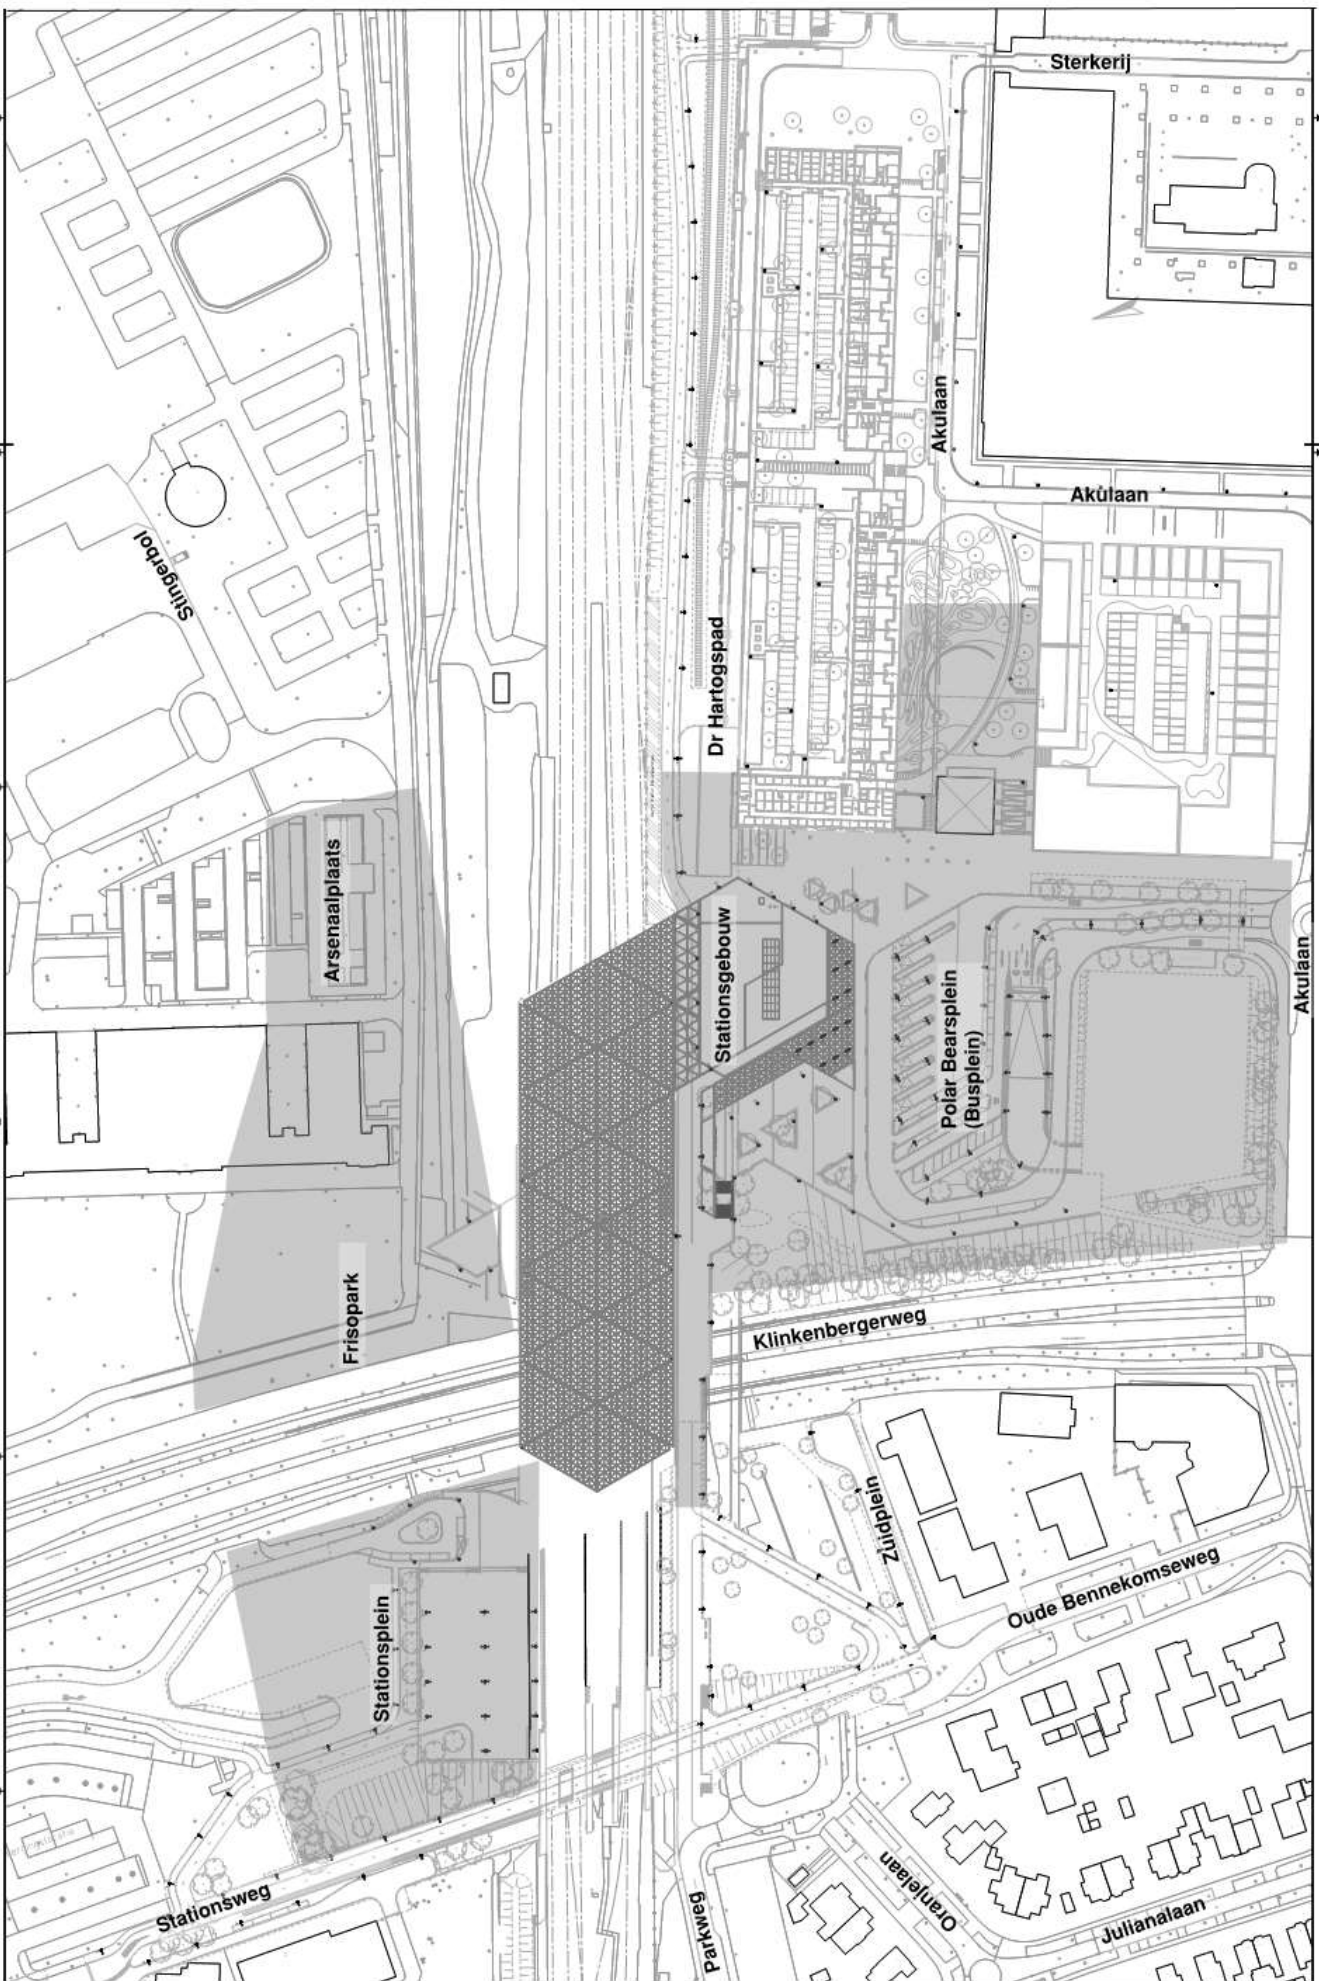 Sterkerij
Akulaan
Akulaan
Stingerbol
Dr Hartogspad
Arsenaalplaats
Stationsgebouw
Polar Bearsplein
(Busplein)
Akulaan
Frisopark
Klinkenbergerweg
Zuidplein
Oude Bennekomseweg
Stationsplein
Stationsweg
Parkweg
Oranjelaan
Julianalaan